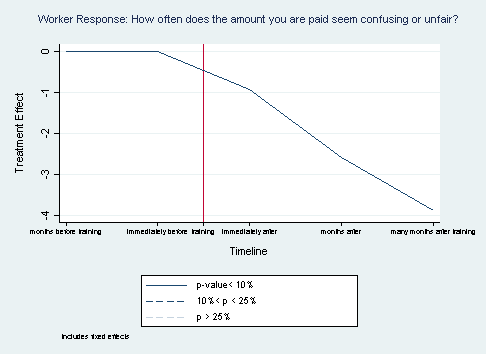 Worker Response: How often does the amount you are paid seem confusing or unfair?
Treatment Effect
0
-1
-2
-3
-4
months before training immediately before training immediately after months after many months after training
Timeline
p-value< 10%
10%< p < 25%
p > 25%
Includes fixed effects